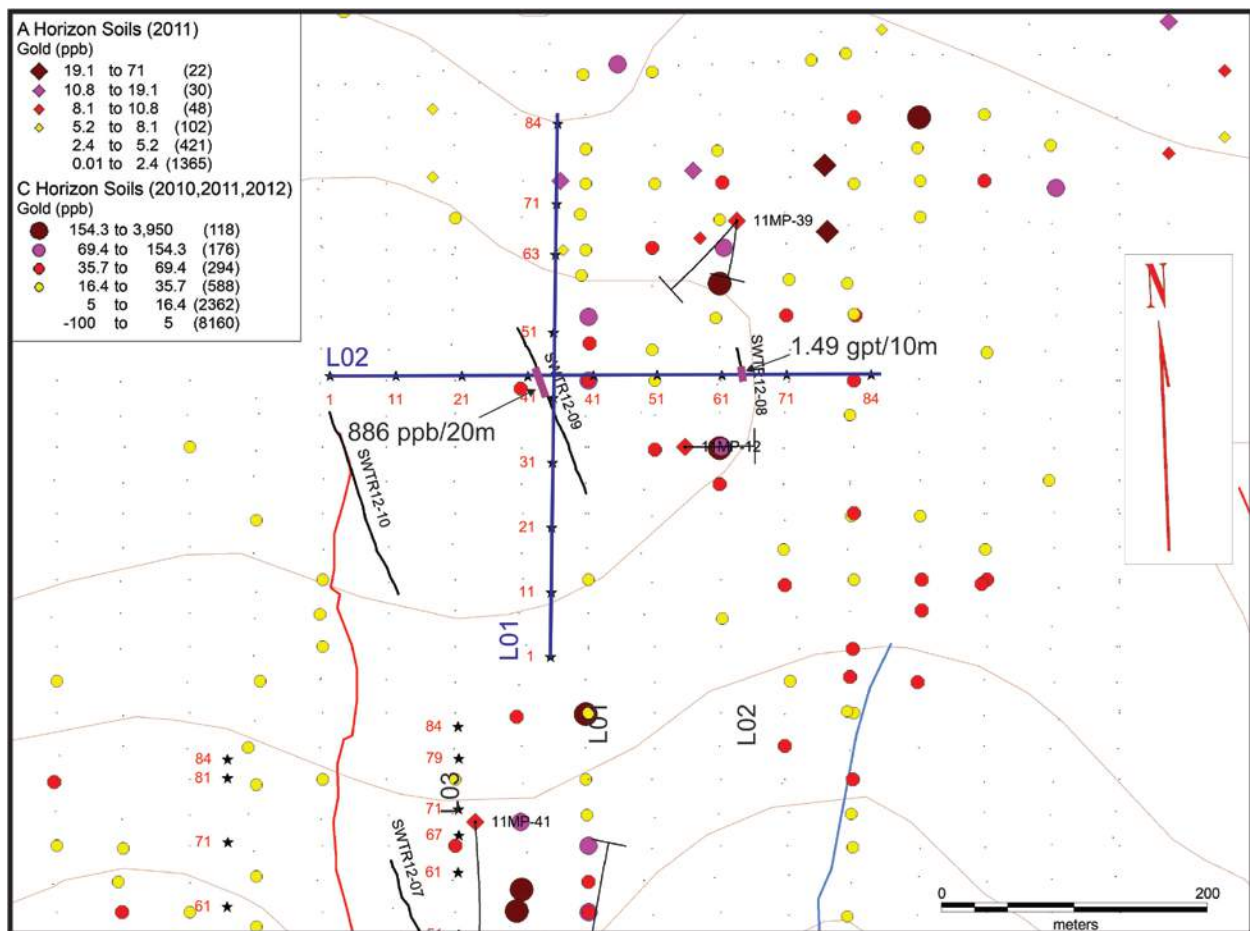 A Horizon Soils (2011)
Gold (ppb)
19.1 to 71 (22)
10.8 to 19.1 (30)
8.1 to 10.8 (48)
5.2 to 8.1 (102)
2.4 to 5.2 (421)
0.01 to 2.4 (1365)
C Horizon Soils (2010,2011,2012)
Gold (ppb)
154.3 to 3,950 (118)
69.4 to 154.3 (176)
35.7 to 69.4 (294)
16.4 to 35.7 (588)
5 to 16.4 (2362)
-100 to 5 (8160)
84
71
63
51
41
31
21
11
1
L01
L02
1 11 21 41 51 61 71 84
11MP-39
N
SWTR12-08
1.49 gpt/10m
SWTR12-09
886 ppb/20m
11MP-12
SWTR12-10
L01
L02
84
79
L03
71
67
61
51
11MP-41
SWTR12-07
84
81
71
61
0 200
meters